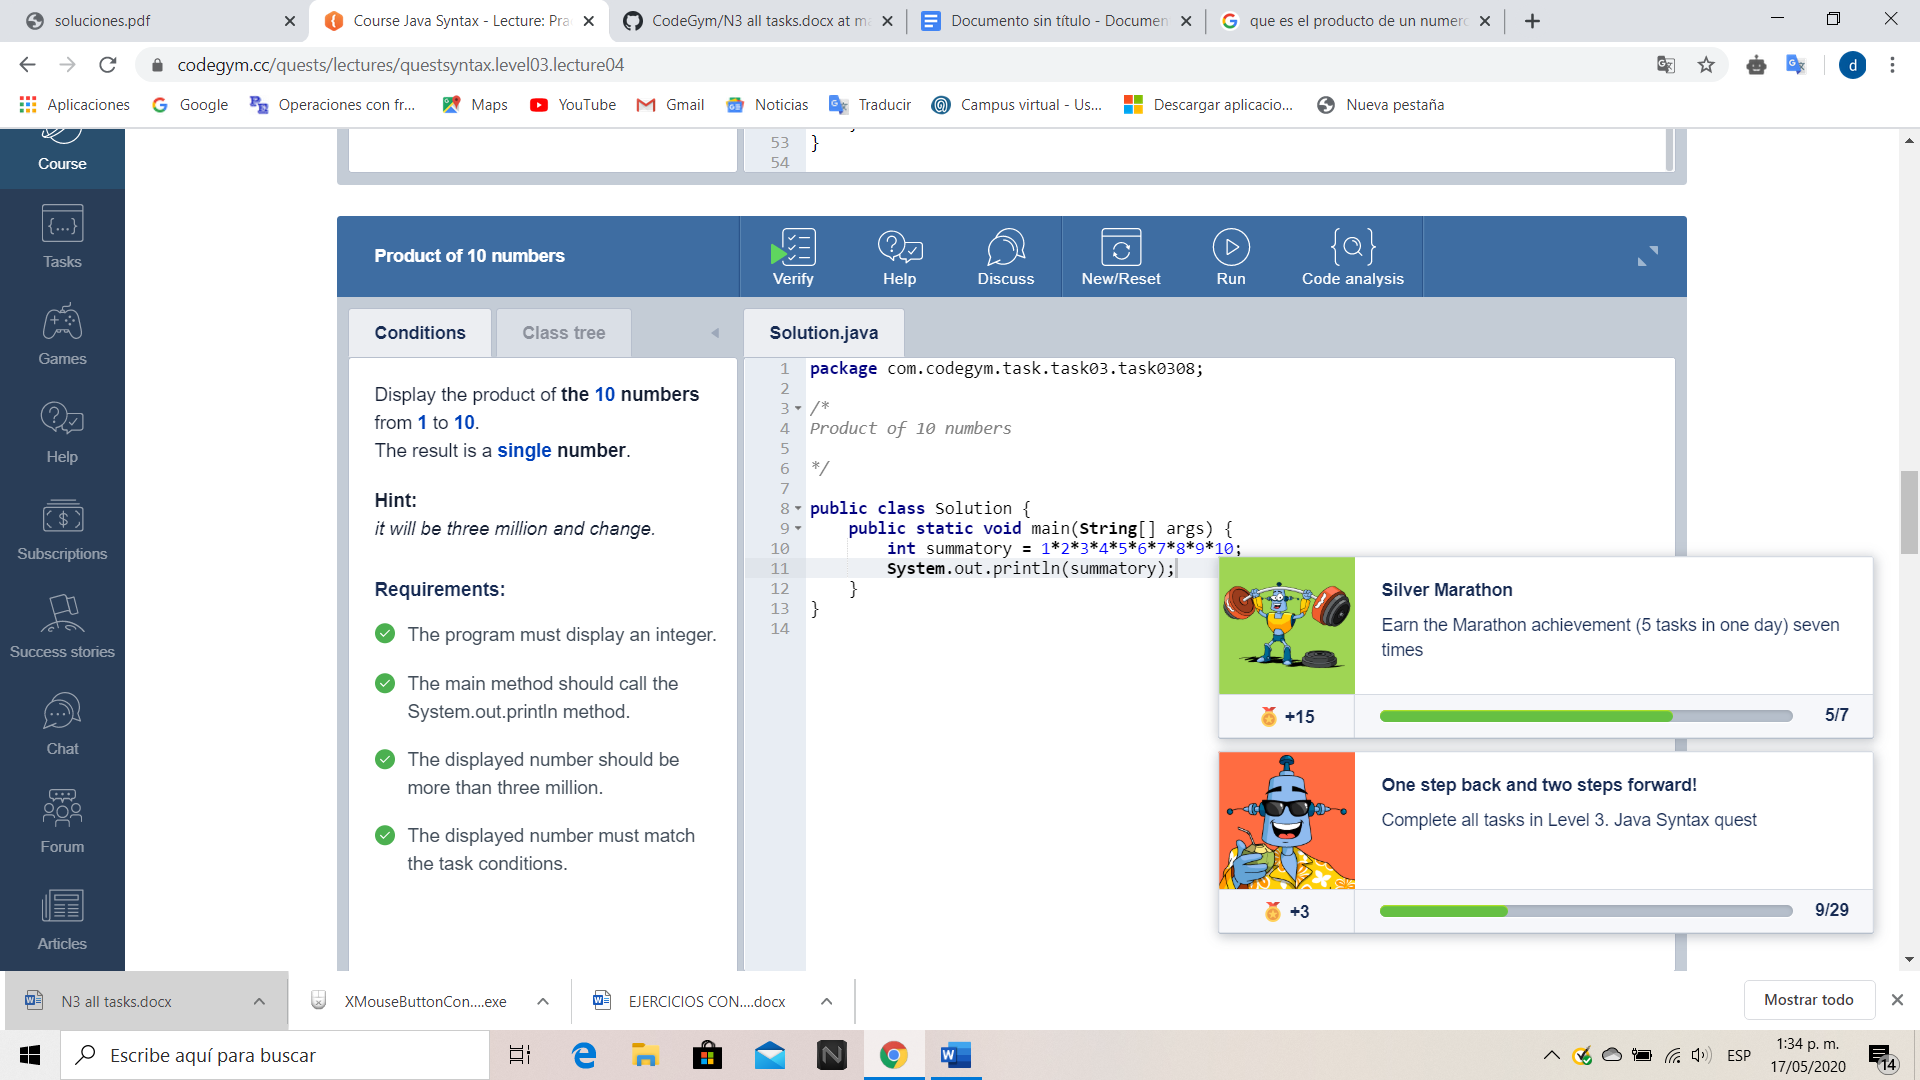 soluciones.pdf
Course Java Syntax - Lecture: Pra
CodeGym/N3 all tasks.docx at ma
Documento sin título - Documen
que es el producto de un numero
codegym.cc/quests/lectures/questsyntax.level03.lecture04
d
Aplicaciones
Google
Operaciones con fr...
Maps
YouTube
Gmail
Noticias
Traducir
Campus virtual - Us...
Descargar aplicacio...
Nueva pestaña
Course
Tasks
Games
Help
Subscriptions
Success stories
Chat
Forum
Articles
53 }
54
Product of 10 numbers
Verify
Help
Discuss
New/Reset
Run
Code analysis
Conditions
Class tree
Solution.java
Display the product of the 10 numbers
from 1 to 10.
The result is a single number.
Hint:
it will be three million and change.
Requirements:
The program must display an integer.
The main method should call the
System.out.println method.
The displayed number should be
more than three million.
The displayed number must match
the task conditions.
1 package com.codegym.task.task03.task0308;
2
3 /*
4 Product of 10 numbers
5
6 */
7
8 public class Solution {
9 public static void main(String[] args) {
10 int summatory = 1*2*3*4*5*6*7*8*9*10;
11 System.out.println(summatory);
12 }
13 }
14
Silver Marathon
Earn the Marathon achievement (5 tasks in one day) seven
times
+15
5/7
One step back and two steps forward!
Complete all tasks in Level 3. Java Syntax quest
+3
9/29
N3 all tasks.docx
XMouseButtonCon....exe
EJERCICIOS CON....docx
Mostrar todo
Escribe aquí para buscar
ESP
1:34 p. m.
17/05/2020
14